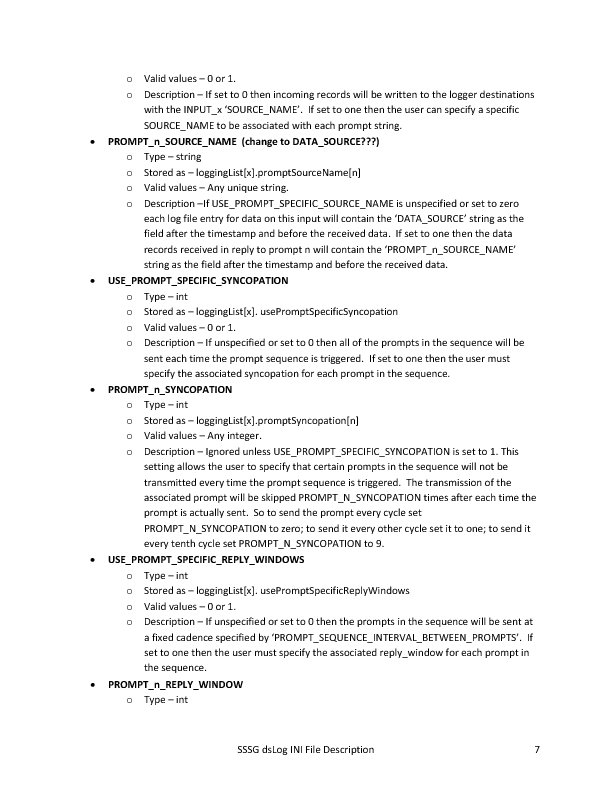 o Valid values – 0 or 1.
o Description – If set to 0 then incoming records will be written to the logger destinations
with the INPUT_x ‘SOURCE_NAME’.  If set to one then the user can specify a specific
SOURCE_NAME to be associated with each prompt string.
• PROMPT_n_SOURCE_NAME  (change to DATA_SOURCE???)
o Type – string
o Stored as – loggingList[x].promptSourceName[n]
o Valid values – Any unique string.
o Description –If USE_PROMPT_SPECIFIC_SOURCE_NAME is unspecified or set to zero
each log file entry for data on this input will contain the ‘DATA_SOURCE’ string as the
field after the timestamp and before the received data.  If set to one then the data
records received in reply to prompt n will contain the ‘PROMPT_n_SOURCE_NAME’
string as the field after the timestamp and before the received data.
• USE_PROMPT_SPECIFIC_SYNCOPATION
o Type – int
o Stored as – loggingList[x]. usePromptSpecificSyncopation
o Valid values – 0 or 1.
o Description – If unspecified or set to 0 then all of the prompts in the sequence will be
sent each time the prompt sequence is triggered.  If set to one then the user must
specify the associated syncopation for each prompt in the sequence.
• PROMPT_n_SYNCOPATION
o Type – int
o Stored as – loggingList[x].promptSyncopation[n]
o Valid values – Any integer.
o Description – Ignored unless USE_PROMPT_SPECIFIC_SYNCOPATION is set to 1. This
setting allows the user to specify that certain prompts in the sequence will not be
transmitted every time the prompt sequence is triggered.  The transmission of the
associated prompt will be skipped PROMPT_N_SYNCOPATION times after each time the
prompt is actually sent.  So to send the prompt every cycle set
PROMPT_N_SYNCOPATION to zero; to send it every other cycle set it to one; to send it
every tenth cycle set PROMPT_N_SYNCOPATION to 9.
• USE_PROMPT_SPECIFIC_REPLY_WINDOWS
o Type – int
o Stored as – loggingList[x]. usePromptSpecificReplyWindows
o Valid values – 0 or 1.
o Description – If unspecified or set to 0 then the prompts in the sequence will be sent at
a fixed cadence specified by ‘PROMPT_SEQUENCE_INTERVAL_BETWEEN_PROMPTS’.  If
set to one then the user must specify the associated reply_window for each prompt in
the sequence.
• PROMPT_n_REPLY_WINDOW
o Type – int
SSSG dsLog INI File Description 7